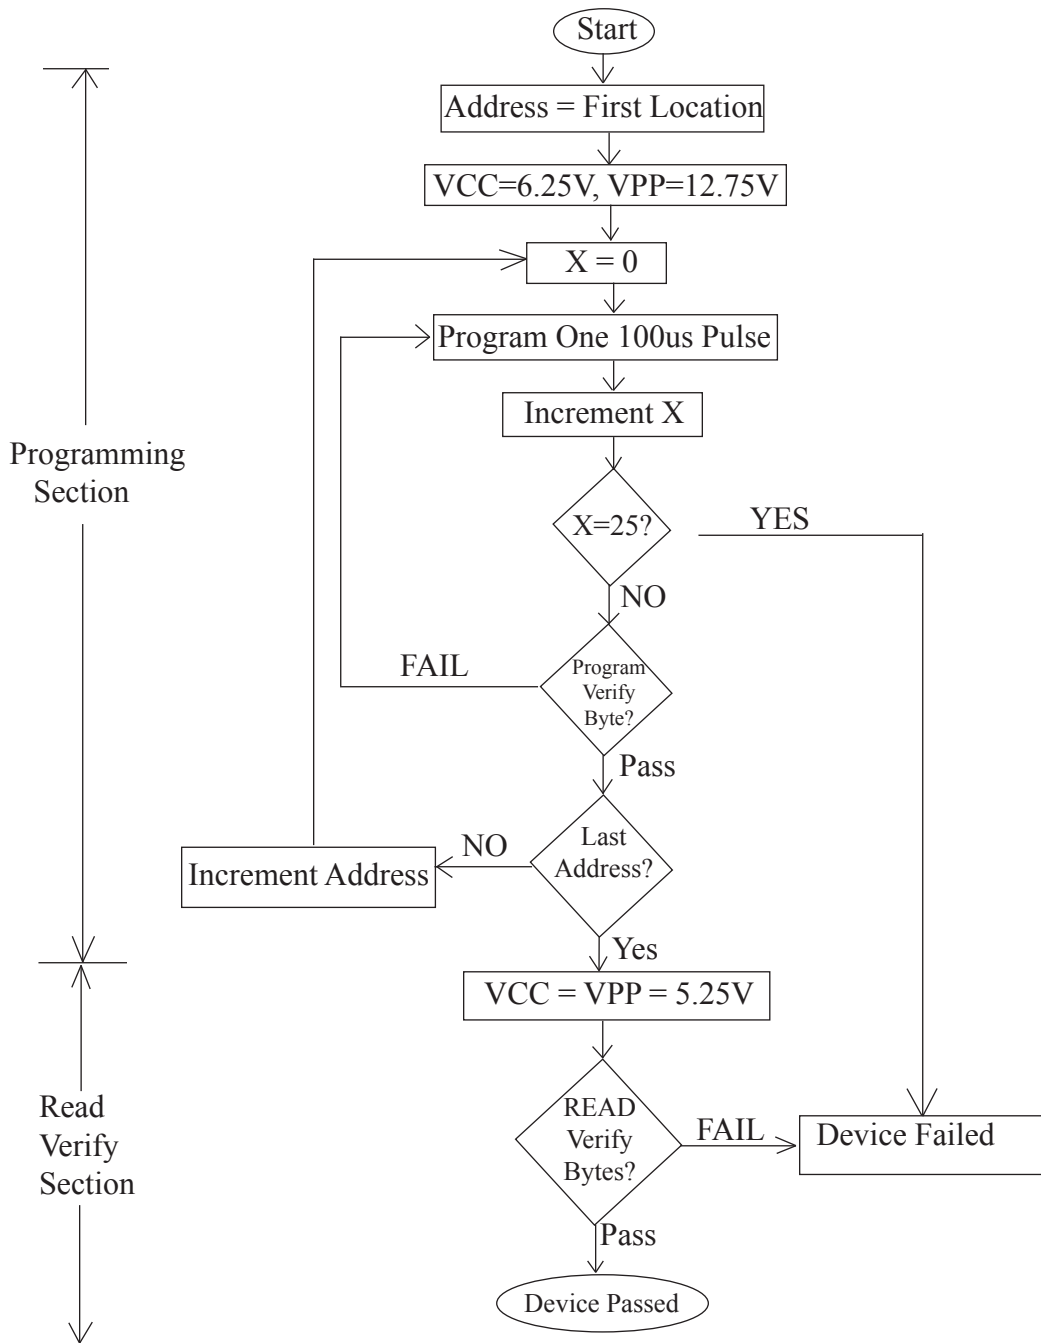 Start
Address = First Location
VCC=6.25V, VPP=12.75V
X = 0
Program One 100us Pulse
Increment X
Programming
Section
X=25?
YES
NO
FAIL
Program
Verify
Byte?
Pass
Last
Address?
NO
Increment Address
Yes
VCC = VPP = 5.25V
Read
Verify
Section
READ
Verify
Bytes?
FAIL
Device Failed
Pass
Device Passed